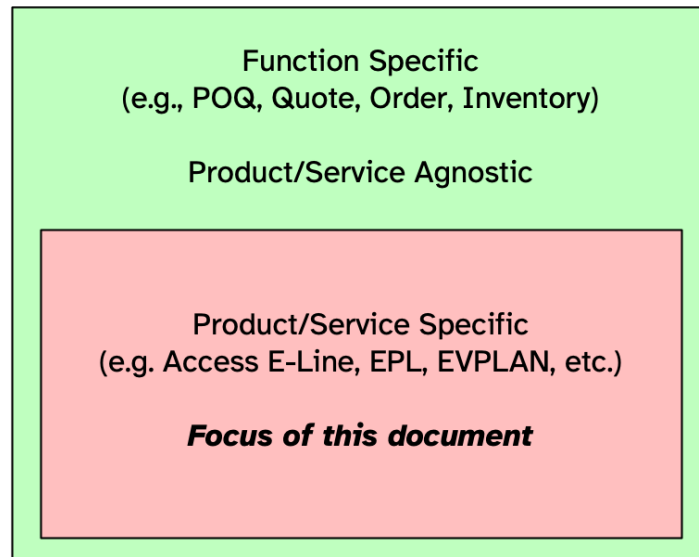 Function Specific
(e.g., POQ, Quote, Order, Inventory)
Product/Service Agnostic
Product/Service Specific
(e.g. Access E-Line, EPL, EVPLAN, etc.)
Focus of this document